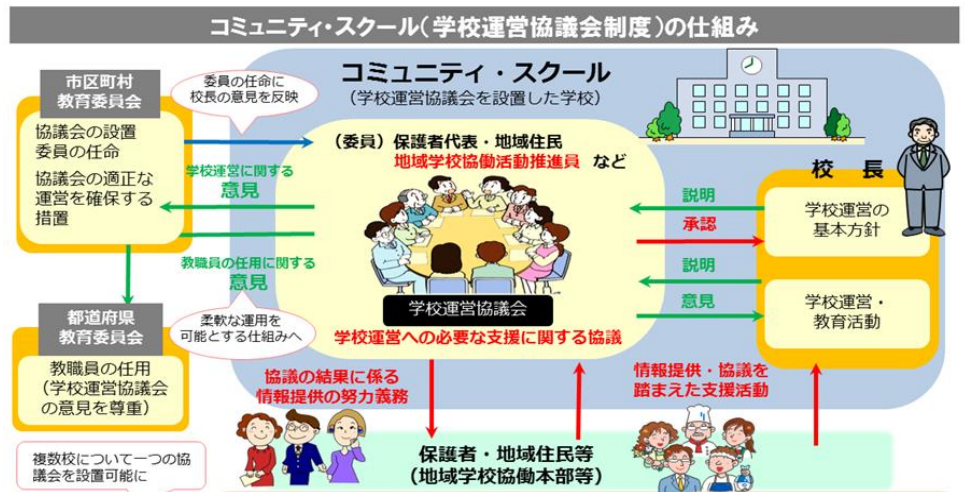 コミュニティ・スクール(学校運営協議会制度)の仕組み
市区町村
教育委員会
協議会の設置
委員の任命
協議会の適正な
運営を確保する
措置
委員の任命に
校長の意見を反映
コミュニティ・スクール
(学校運営協議会を設置した学校)
(委員)保護者代表・地域住民
地域学校協働活動推進員 など
学校運営に関する
意見
教職員の任用に関する
意見
柔軟な運用を
可能とする仕組みへ
学校運営協議会
学校運営への必要な支援に関する協議
校 長
説明
承認
学校運営の
基本方針
説明
意見
学校運営・
教育活動
都道府県
教育委員会
教職員の任用
(学校運営協議会
の意見を尊重)
協議の結果に係る
情報提供の努力義務
情報提供・協議を
踏まえた支援活動
保護者・地域住民等
(地域学校協働本部等)
複数校について一つの協
議会を設置可能に